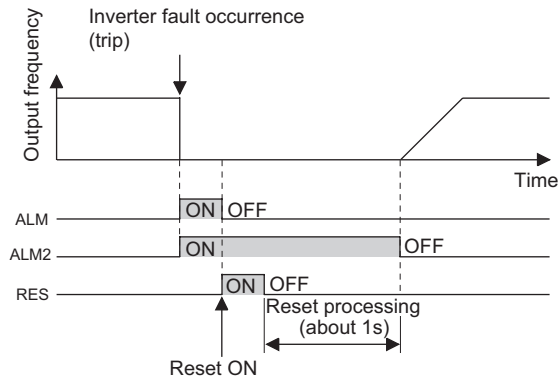 Inverter fault occurrence
(trip)
Output frequency
Time
ALM
ON
OFF
ALM2
ON
OFF
RES
ON
OFF
Reset processing
(about 1s)
Reset ON